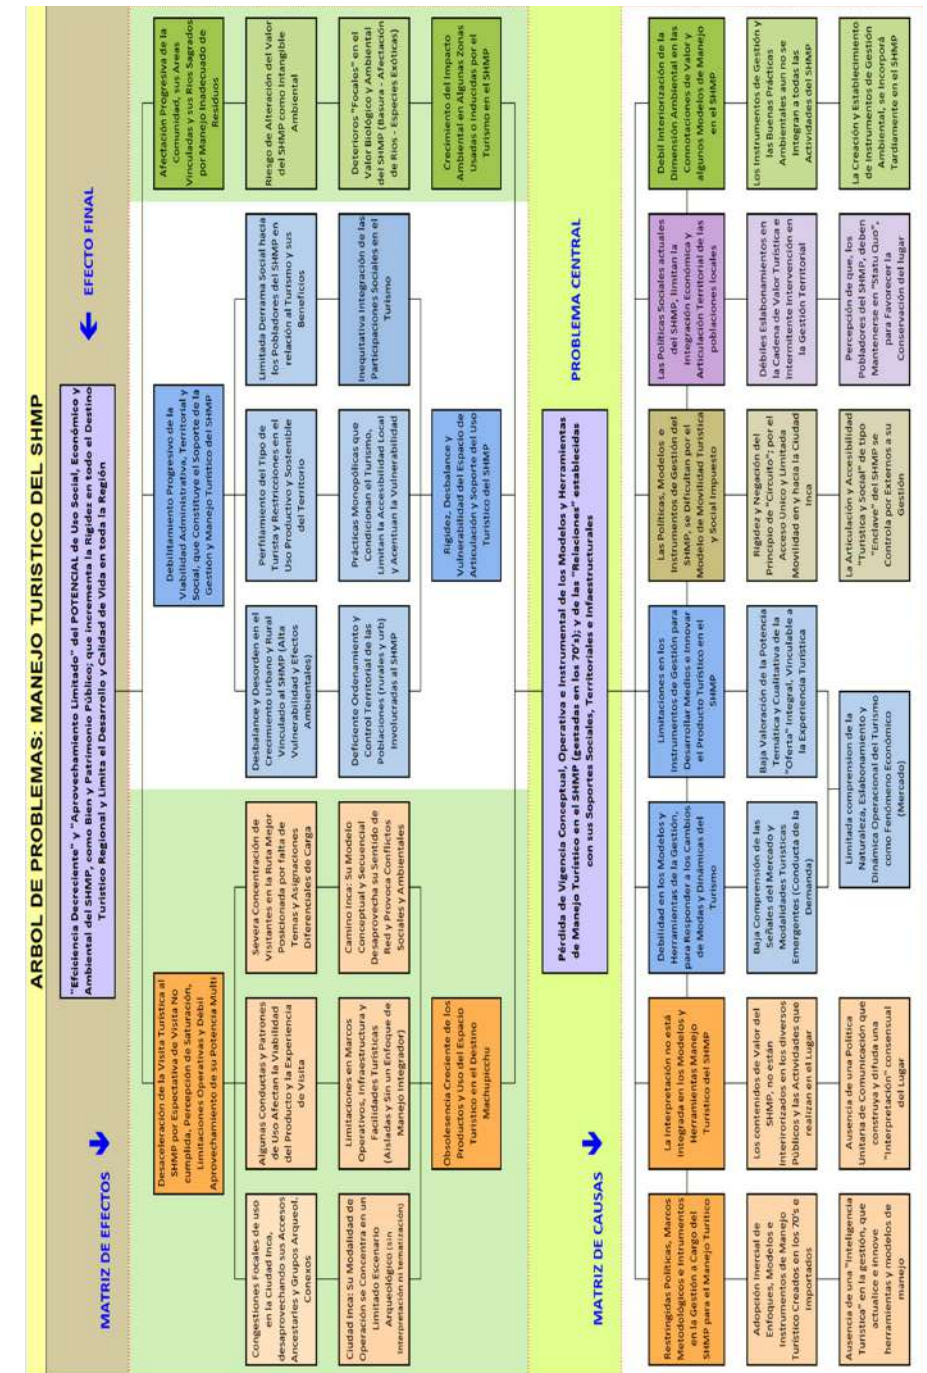 ARBOL DE PROBLEMAS: MANEJO TURISTICO DEL SHMP
MATRIZ DE EFECTOS
EFECTO FINAL
"Efsiciencia Decreciente" y "Aprovechamiento Limitado" del POTENCIAL de Uso Social, Económico y
Ambiental del SHMP, como Bien y Patrimonio Público; que incrementa la Rigidez en todo el Destino
Turístico Regional y Limita el Desarrollo y Calidad de Vida en toda la Región
Desaceleración de la Visita Turística al
SHMP por Espectativa de Visita No
cumplida, Percepción de Saturación,
Limitaciones Operativas y Débil
Aprovechamiento de su Potencia Multi
Debilitamiento Progresivo de la
Viabilidad Administrativa, Territorial y
Social, que Constituye el Soporte de la
Gestión y Manejo Turístico del SHMP
Afectación Progresiva de la
Comunidad, sus Áreas
Vinculadas y sus Rios Sagrados
por Manejo Inadecuado de
Residuos
Congestiones Focales de uso
en la Ciudad Inca,
desaprovechando sus Accesos
Ancestarles y Grupos Arqueol.
Conexos
Algunas Conductas y Patrones
de Uso Afectan la Viabilidad
del Producto y la Experiencia
de Visita
Severa Concentración de
Visitantes en la Ruta Mejor
Posicionada por falta de
Temas y Asignaciones
Diferenciales de Carga
Desbalance y Desorden en el
Crecimiento Urbano y Rural
Vinculado al SHMP (Alta
Vulnerabilidad y Efectos
Ambientales)
Perfilamiento del Tipo de
Turista y Restricciones en el
Uso Productivo y Sostenible
del Territorio
Limitada Derrama Social hacia
los Pobladores del SHMP en
relación al Turismo y sus
Beneficios
Riesgo de Alteración del Valor
del SHMP como Intangible
Ambiental
Ciudad Inca: Su Modalidad de
Operación se Concentra en un
Limitado Escenario
Arqueológico (sin
interpretación ni tematización)
Limitaciones en Marcos
Operativos, Infraestructura y
Facilidades Turísticas
(Aisladas y Sin un Enfoque de
Manejo Integrador)
Camino Inca: Su Modelo
Conceptual y Secuencial
Desaprovecha su Sentido de
Red y Provoca Conflictos
Sociales y Ambientales
Deficiente Ordenamiento y
Control Territorial de las
Poblaciones (rurales y urb)
Involucradas al SHMP
Prácticas Monopólicas que
Condicionan el Turismo,
Limitan la Accesibilidad Local
y Acentuan la Vulnerabilidad
Inequitativa Integración de las
Participaciones Sociales en el
Turismo
Deterioros "Focales" en el
Valor Biológico y Ambiental
del SHMP (Basura - Afectación
de Rios - Especies Exóticas)
Obsolesencia Creciente de los
Productos y Uso del Espacio
Turístico en el Destino
Machupicchu
Rigidez, Desbalance y
Vulnerabilidad del Espacio de
Articulación y Soporte del Uso
Turístico del SHMP
Crecimiento del Impacto
Ambiental en Algunas Zonas
Usadas o Inducidas por el
Turismo en el SHMP
MATRIZ DE CAUSAS
PROBLEMA CENTRAL
Pérdida de Vigencia Conceptual, Operativa e Instrumental de los Modelos y Herramientas
de Manejo Turístico en el SHMP (gestadas en los 70's); y de las "Relaciones" establecidas
con sus Soportes Sociales, Territoriales e Infaestructurales
Restringidas Políticas, Marcos
Metodológicos e Instrumentos
en la Gestión a Cargo del
SHMP para el Manejo Turítico
La interpretación no está
integrada en los Modelos y
Herramientas Manejo
Turístico del SHMP
Debilidad en los Modelos y
Herramientas de la Gestión,
para Responder a los Cambios
de Modas y Dinámicas del
Turismo
Limitaciones en los
Instrumentos de Gestión para
Desarrollar Medios e Innovar
el Producto Turístico en el
SHMP
Las Políticas, Modelos e
Instrumentos de Gestión del
SHMP, se Dificultan por el
Modelo de Movilidad Turística
y Social Impuesto
Las Políticas Sociales actuales
del SHMP, limitan la
Integración Económica y
Articulación Territorial de las
poblaciones locales
Debil Interiorización de la
Dimensión Ambiental en las
Connotaciones de Valor y
algunos Modelos de Manejo
en el SHMP
Adopción Inercial de
Enfoques, Modelos e
Instrumentos de Manejo
Turístico Creados en los 70's e
Importados
Los contenidos de Valor del
SHMP, no están
Interirorizados en los diversos
Públicos y las Actividades que
realizan en el Lugar
Baja Comprensión de las
Señales del Mercado y
Modalidades Turísticas
Emergentes (Conducta de la
Demanda)
Baja Valoración de la Potencia
Temática y Cualitativa de la
"Oferta" Integral, Vinculable a
la Experiencia Turística
Rigidez y Negación del
Principio de "Circuito"; por el
Acceso Unico y Limitada
Movilidad en y hacia la Ciudad
Inca
Débiles Eslabonamientos en
la Cadena de Valor Turística e
Intermitente Intervención en
la Gestión Territorial
Los Instrumentos de Gestión y
las Buenas Prácticas
Ambientales aun no se
Integran a todas las
Actividades del SHMP
Ausencia de una "Inteligencia
Turística" en la gestión, que
actualice e innove
herramientas y modelos de
manejo
Ausencia de una Política
Unitaria de Comunicación que
construya y difuda una
"Interpretación" consensual
del Lugar
Limitada comprension de la
Naturaleza, Eslabonamiento y
Dinámica Operacional del Turismo
como Fenómeno Económico
(Mercado)
La Articulación y Accesibilidad
"Turística y Social" de tipo
"Enclave" del SHMP se
Controla por Externos a su
Gestión
Percepción de que, los
Pobladores del SHMP, deben
Mantenerse en "Statu Quo",
para Favorecer la
Conservación del lugar
La Creación y Establecimiento
de Instrumentos de Gestión
Ambiental, se Incorporá
Tardiamente en el SHMP